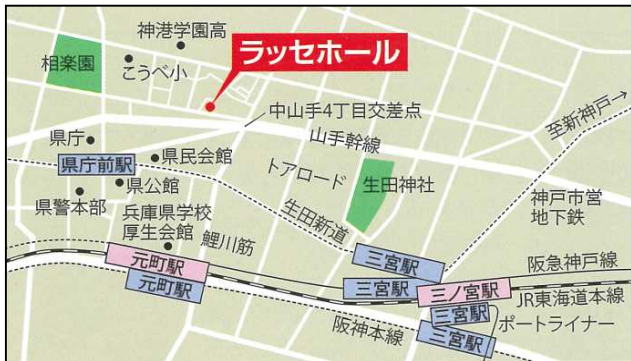 神港学園高
相楽園
こうべ小
ラッセホール
中山手4丁目交差点
至新神戸→
山手幹線
県庁
県民会館
県庁前駅
トアロード
生田神社
県公館
県警本部
神戸市営
地下鉄
兵庫県学校
厚生会館
鯉川筋
生田新道
元町駅
元町駅
三宮駅
三宮駅
三ノ宮駅
阪急神戸線
JR東海道本線
三宮駅
ポートライナー
阪神本線
三宮駅